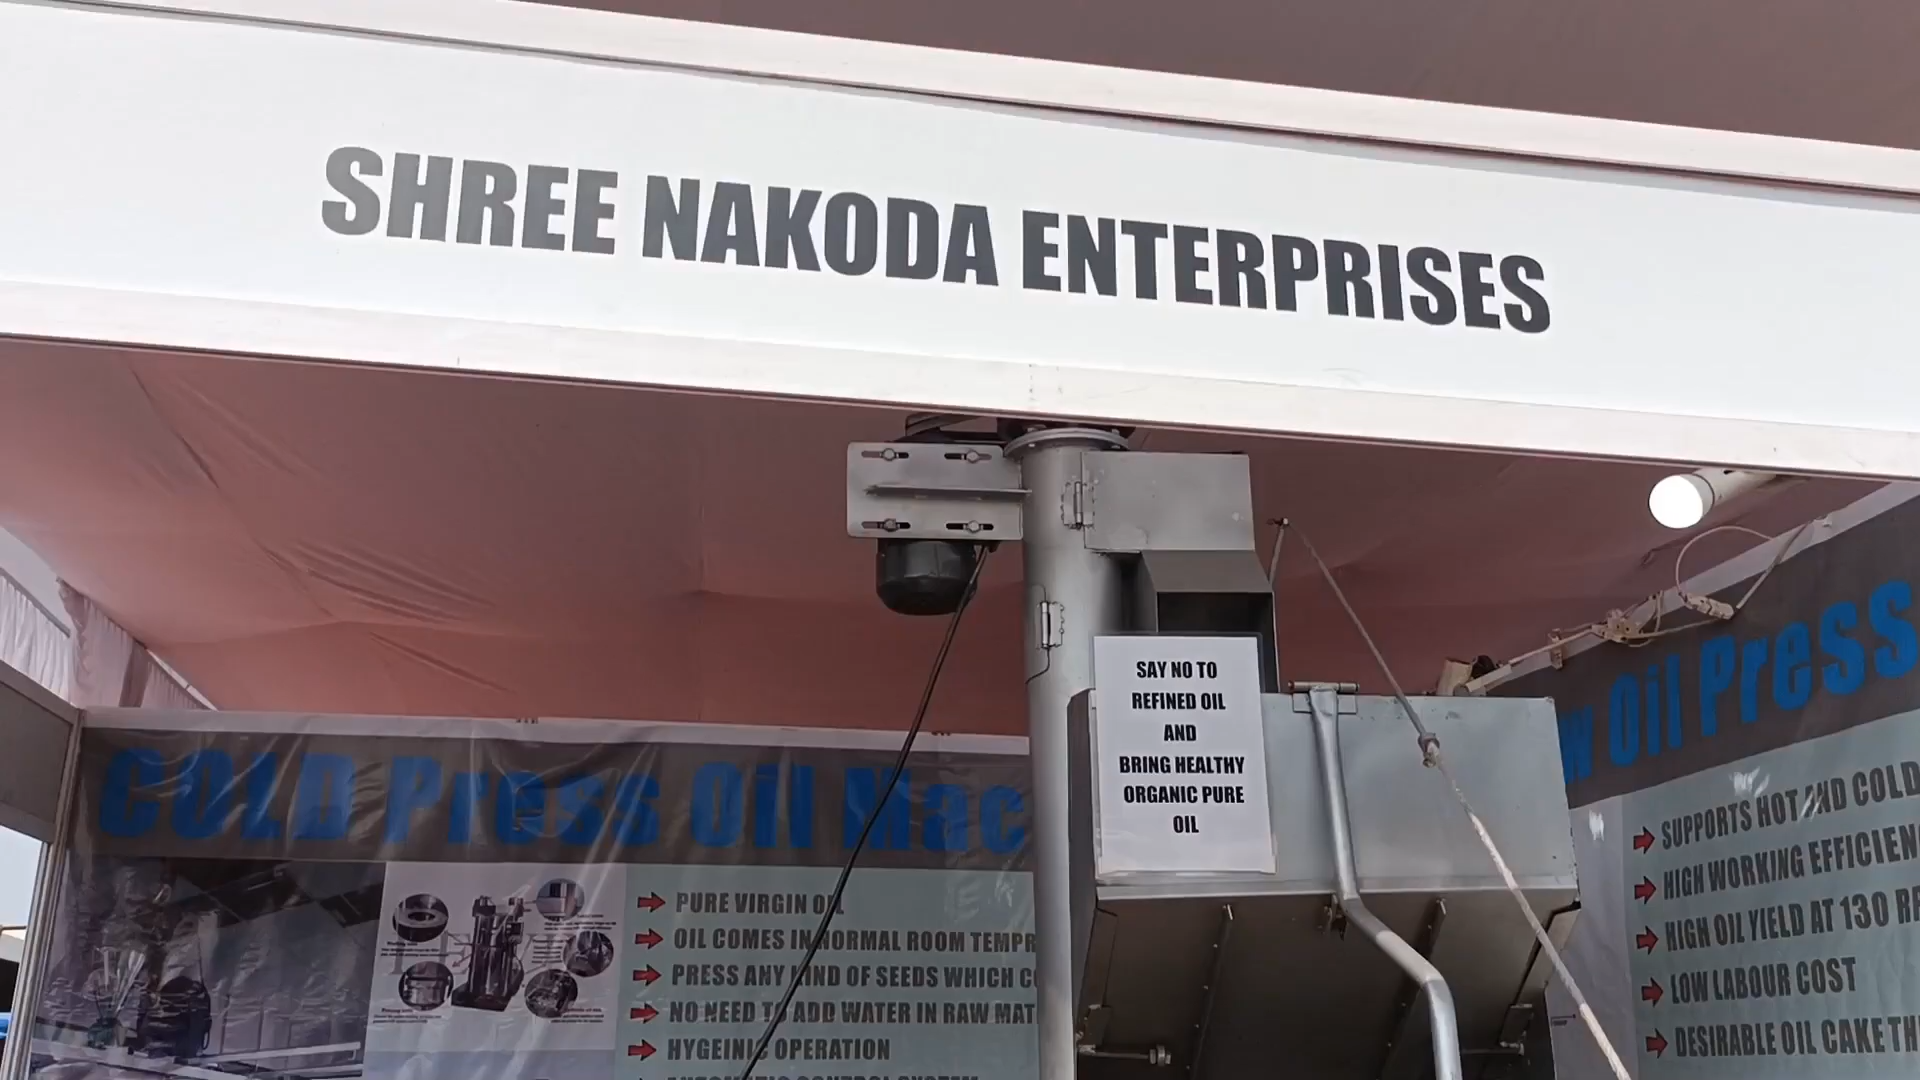 SHREE NAKODA ENTERPRISES
SAY NO TO
REFINED OIL
AND
BRING HEALTHY
ORGANIC PURE
OIL
COLD Press Oil Mac
PURE VIRGIN OIL
OIL COMES IN NORMAL ROOM TEMPR
PRESS ANY KIND OF SEEDS WHICH
NO NEED TO ADD WATER IN RAW MAT
HYGEINIC OPERATION
AUTOMATIC CONTROL SYSTEM
w Oil Press
SUPPORTS HOT AND COLD
HIGH WORKING EFFICIEN
HIGH OIL YIELD AT 130
LOW LABOUR COST
DESIRABLE OIL CAKE TH